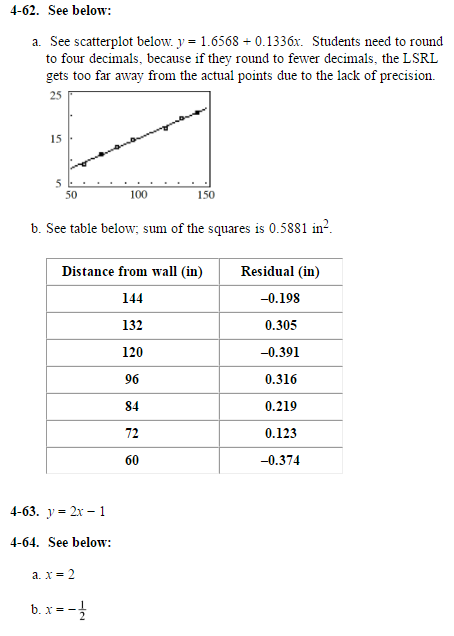 4-62. See below:
a. See scatterplot below. y = 1.6568 + 0.1336x. Students need to round
to four decimals, because if they round to fewer decimals, the LSRL
gets too far away from the actual points due to the lack of precision.
25
15
5
50 100 150
b. See table below; sum of the squares is 0.5881 in².
Distance from wall (in) Residual (in)
144 −0.198
132 0.305
120 −0.391
96 0.316
84 0.219
72 0.123
60 −0.374
4-63. y = 2x − 1
4-64. See below:
a. x = 2
b. x = −1/2